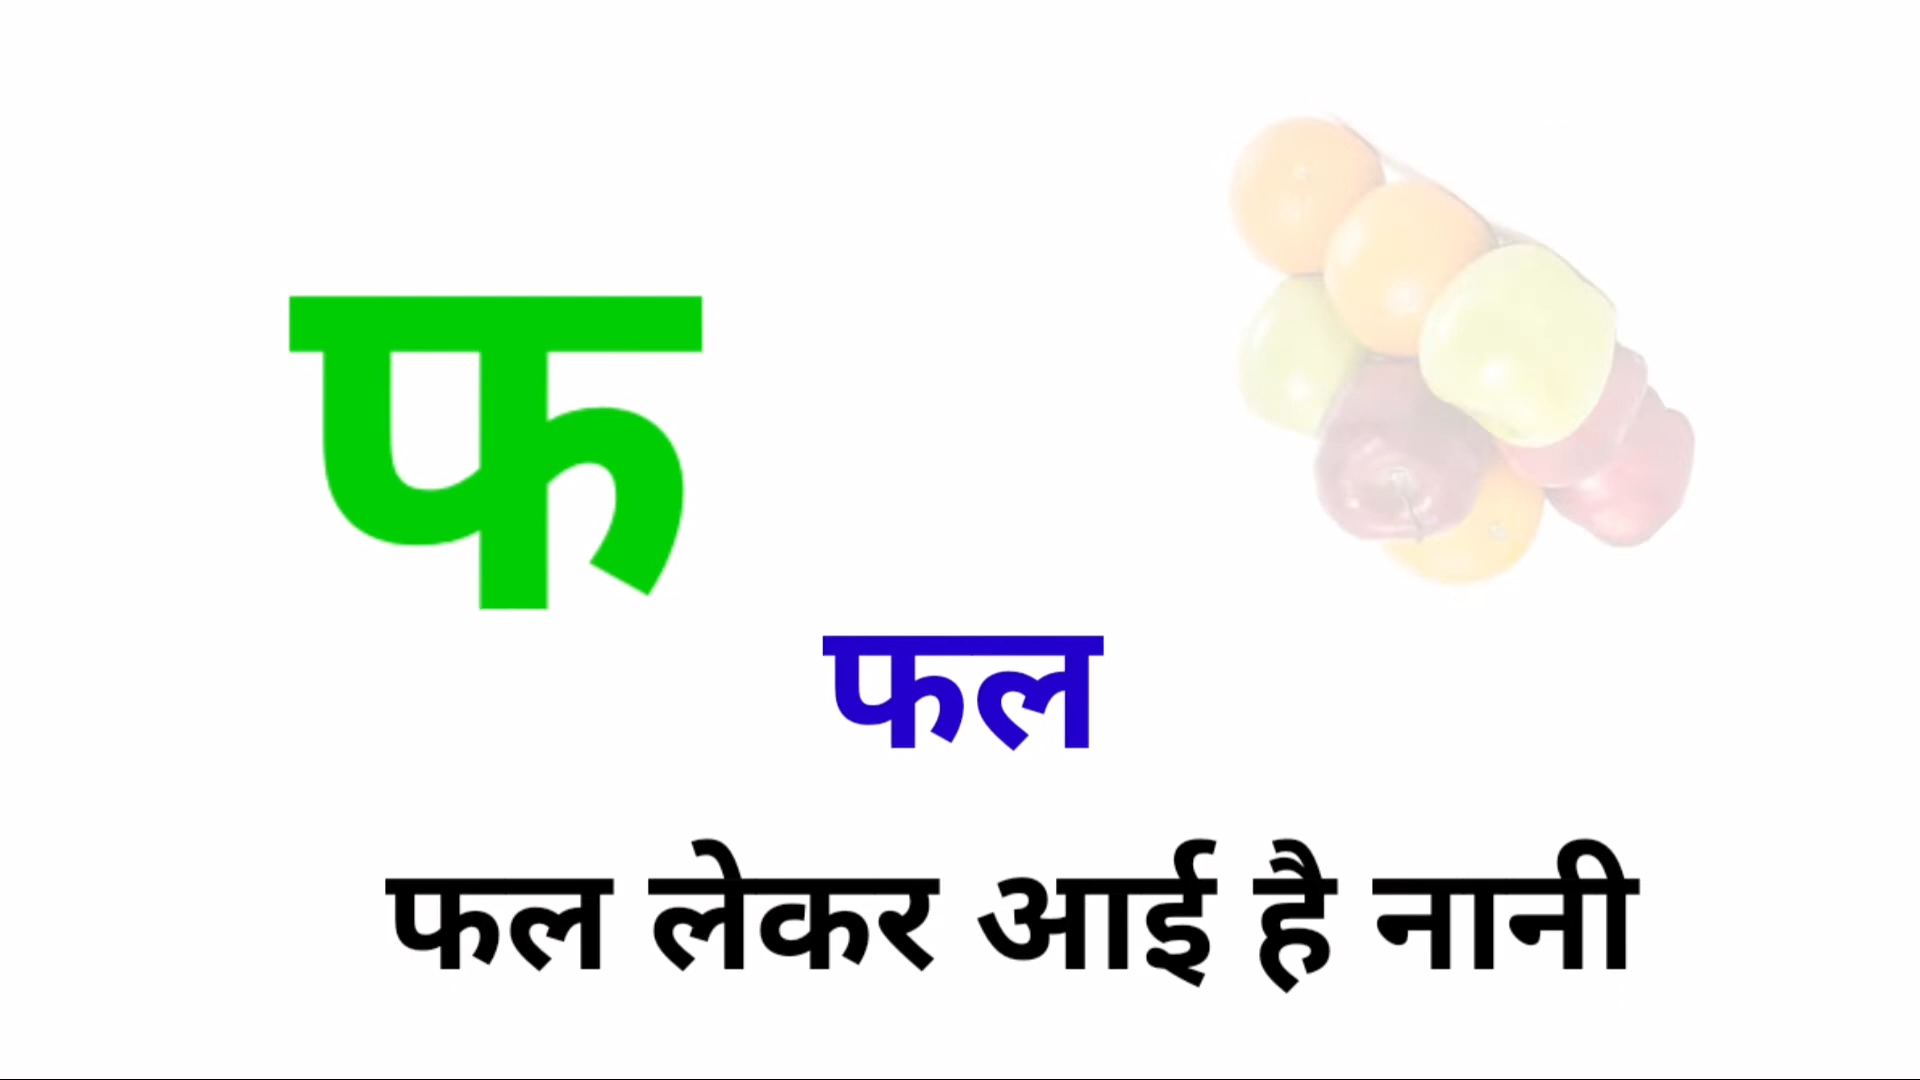 फ
फल
फल लेकर आई है नानी